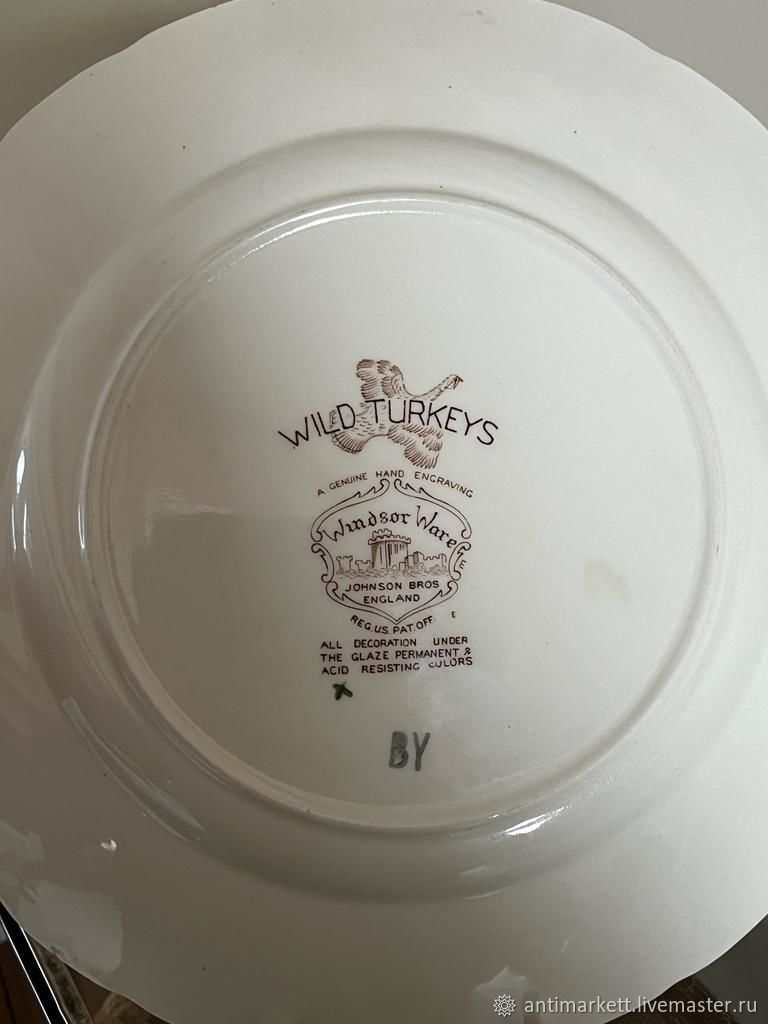 WILD TURKEYS
A GENUINE HAND ENGRAVING
Windsor Ware
JOHNSON BROS
ENGLAND
REG. U.S. PAT. OFF.
E
ALL DECORATION UNDER
THE GLAZE PERMANENT &
ACID RESISTING COLORS
BY
antimarkett.livemaster.ru